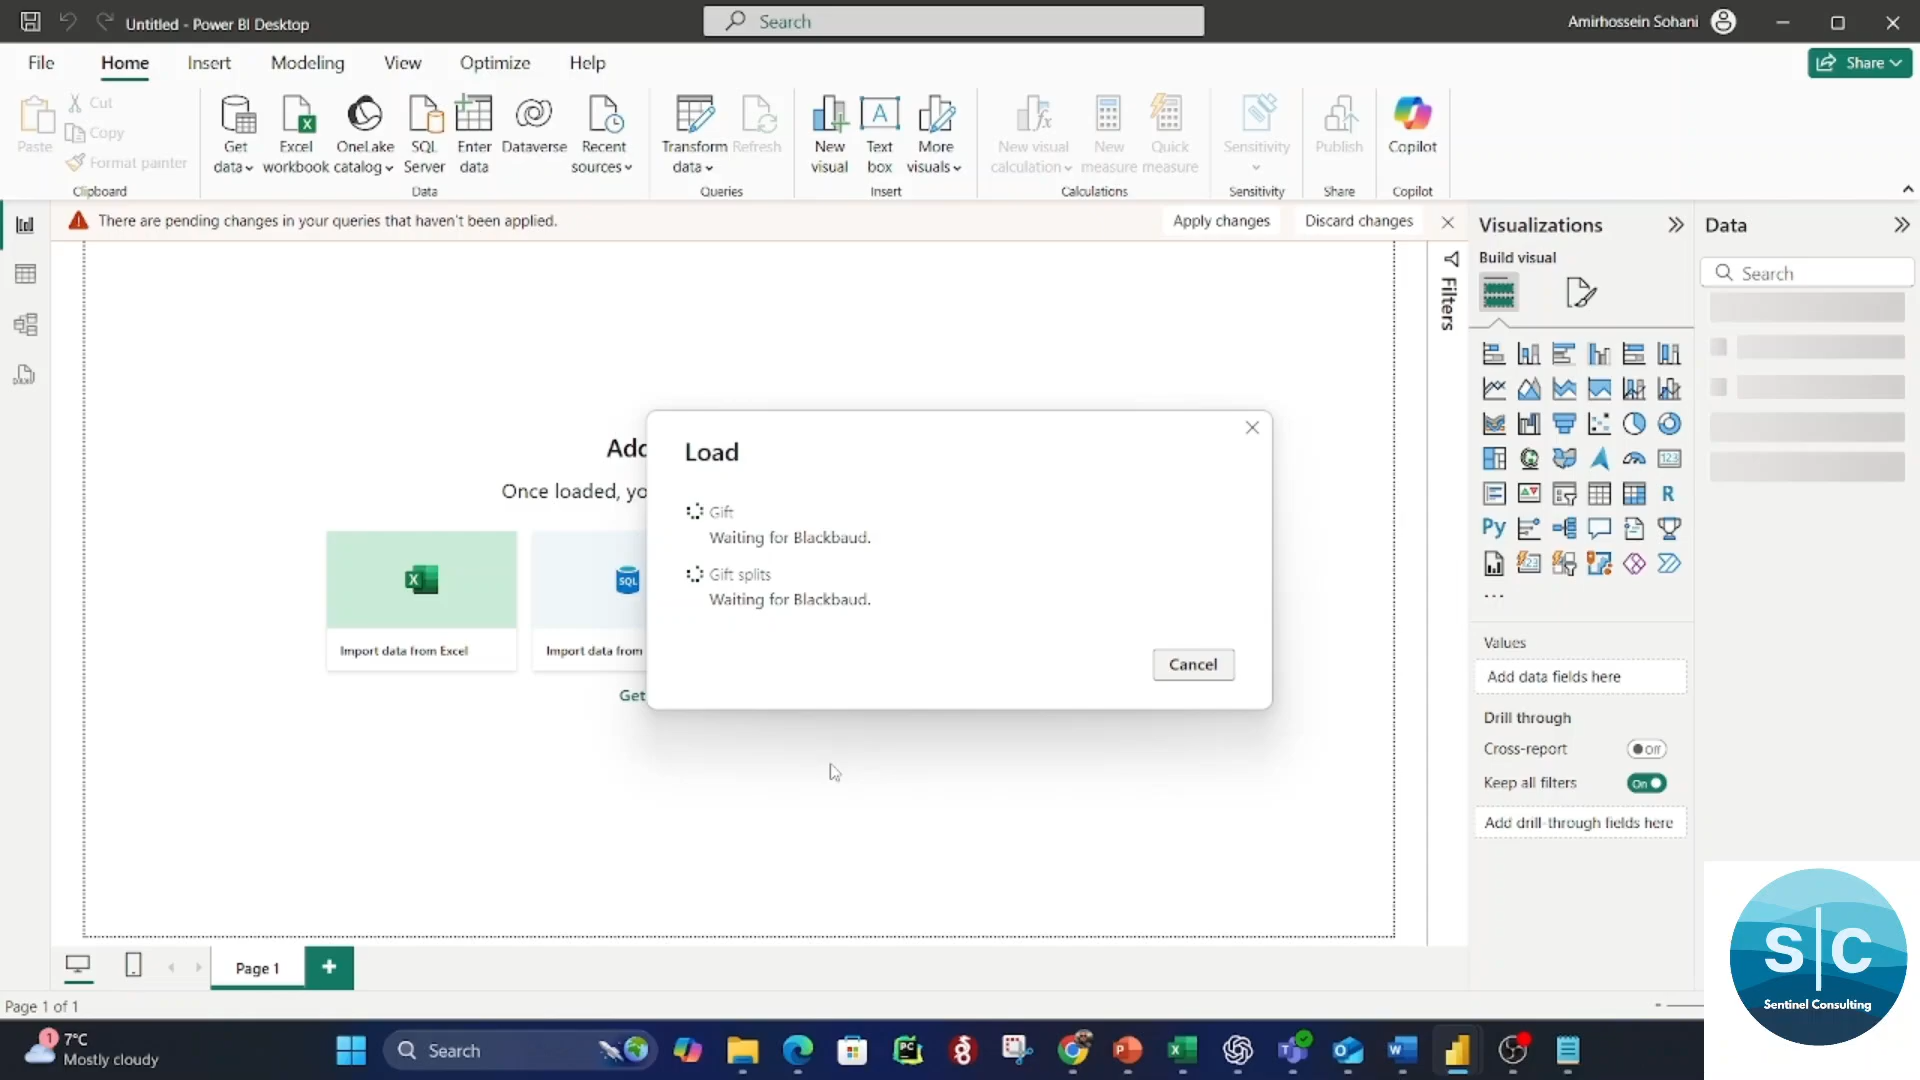 Untitled - Power BI Desktop
Search
Amirhossein Sohani
File
Home
Insert
Modeling
View
Optimize
Help
Share
Paste
Cut
Copy
Format painter
Clipboard
Get data
Excel workbook
OneLake catalog
SQL Server
Enter data
Dataverse
Recent sources
Data
Transform data
Refresh
Queries
New visual
Text box
More visuals
Insert
New visual calculation
New measure
Quick measure
Calculations
Sensitivity
Sensitivity
Publish
Share
Copilot
Copilot
There are pending changes in your queries that haven't been applied.
Apply changes
Discard changes
Filters
Visualizations
Build visual
Data
Search
123
R
Py
Values
Add data fields here
Drill through
Cross-report
Off
Keep all filters
On
Add drill-through fields here
Add
Once loaded, yo
SQL
Import data from Excel
Import data from
Get
Load
Gift
Waiting for Blackbaud.
Gift splits
Waiting for Blackbaud.
Cancel
Page 1
Page 1 of 1
1
7°C
Mostly cloudy
Search
S|C
Sentinel Consulting